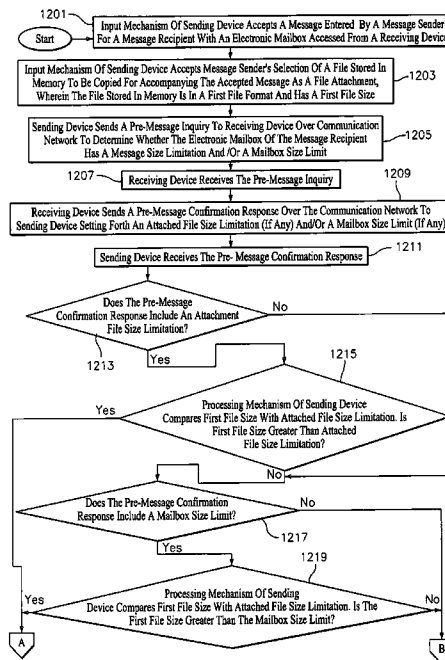 1201
Start
Input Mechanism Of Sending Device Accepts A Message Entered By A Message Sender
For A Message Recipient With An Electronic Mailbox Accessed From A Receiving Device
Input Mechanism Of Sending Device Accepts Message Sender's Selection Of A File Stored In
Memory To Be Copied For Accompanying The Accepted Message As A File Attachment,
Wherein The File Stored In Memory Is In A First File Format And Has A First File Size
1203
Sending Device Sends A Pre-Message Inquiry To Receiving Device Over Communication
Network To Determine Whether The Electronic Mailbox Of The Message Recipient
Has A Message Size Limitation And /Or A Mailbox Size Limit
1205
1207
Receiving Device Receives The Pre-Message Inquiry
1209
Receiving Device Sends A Pre-Message Confirmation Response Over The Communication Network To
Sending Device Setting Forth An Attached File Size Limitation (If Any) And/Or A Mailbox Size Limit (If Any)
1211
Sending Device Receives The Pre- Message Confirmation Response
Does The Pre-Message
Confirmation Response Include An Attachment
File Size Limitation?
No
1213
Yes
1215
Yes
Processing Mechanism Of Sending Device
Compares First File Size With Attached File Size Limitation. Is
First File Size Greater Than Attached
File Size Limitation?
No
Does The Pre-Message Confirmation
Response Include A Mailbox Size Limit?
No
1217
Yes
1219
Yes
Processing Mechanism Of Sending
Device Compares First File Size With Attached File Size Limitation. Is The
First File Size Greater Than The Mailbox Size Limit?
No
A
B